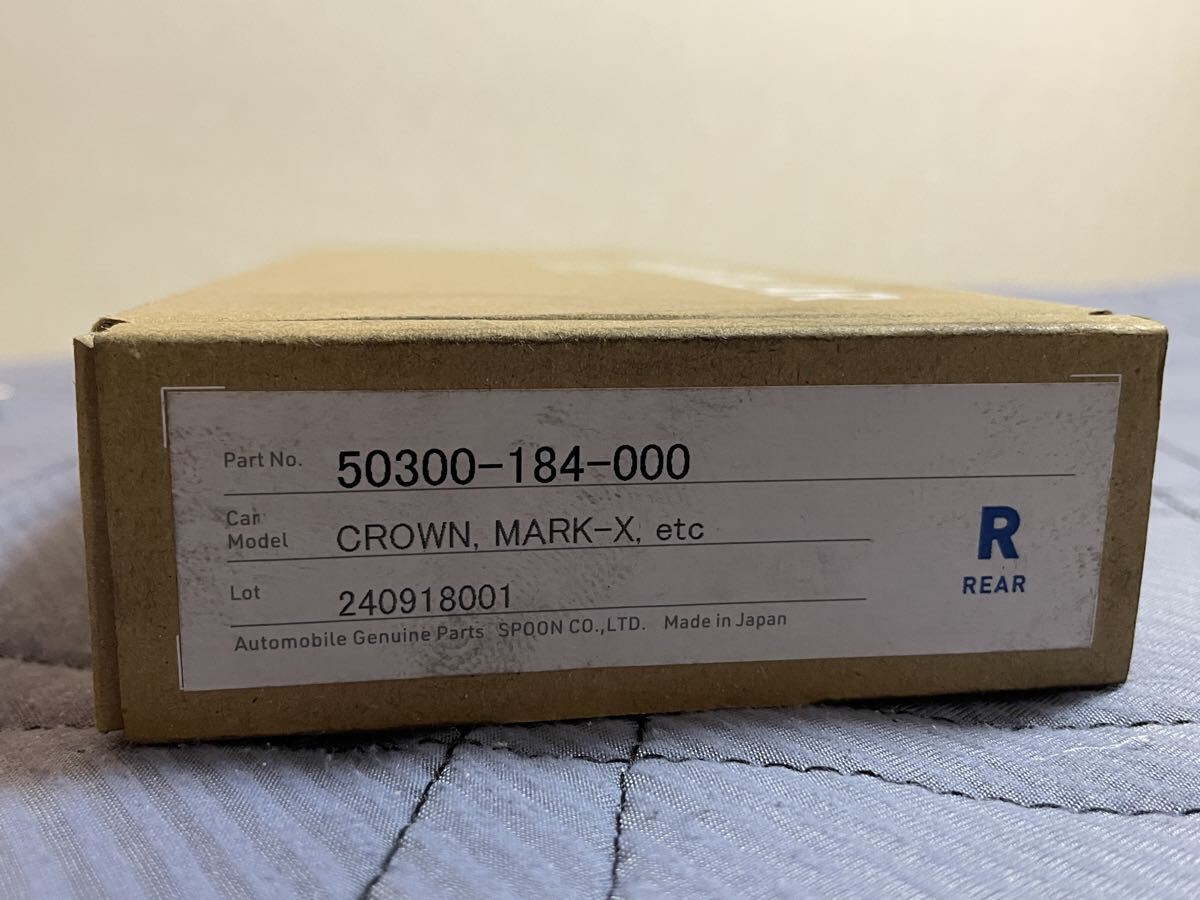 Part No. 50300-184-000
Car
Model CROWN, MARK-X, etc
Lot 240918001
Automobile Genuine Parts SPOON CO.,LTD. Made in Japan
R
REAR